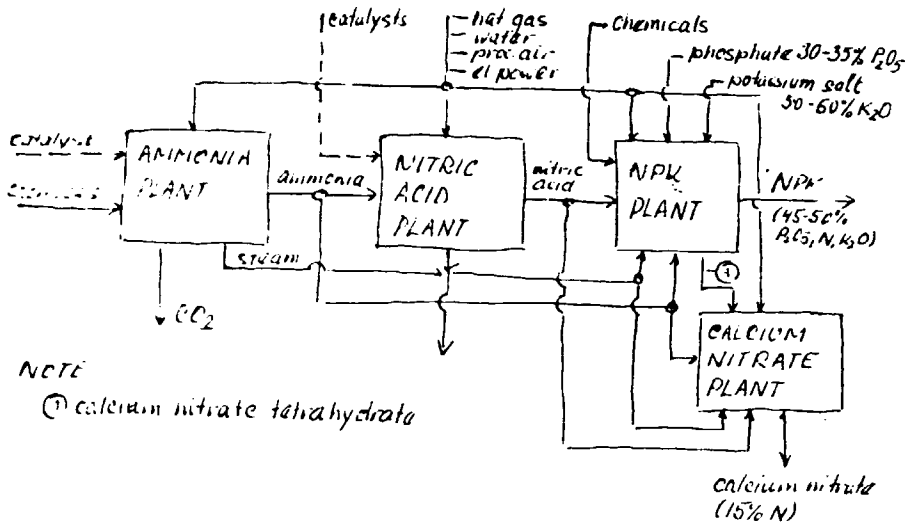 catalysts
nat gas
water
proc. air
el power
chemicals
phosphate 30-35% P2O5
potassium salt
50-60% K2O
catalyst
AMMONIA
PLANT
ammonia
NITRIC
ACID
PLANT
nitric
acid
NPK
PLANT
NPK
(45-50%
P2O5, N, K2O)
steam
CO2
①
CALCIUM
NITRATE
PLANT
NOTE
① calcium nitrate tetrahydrate
calcium nitrate
(15% N)